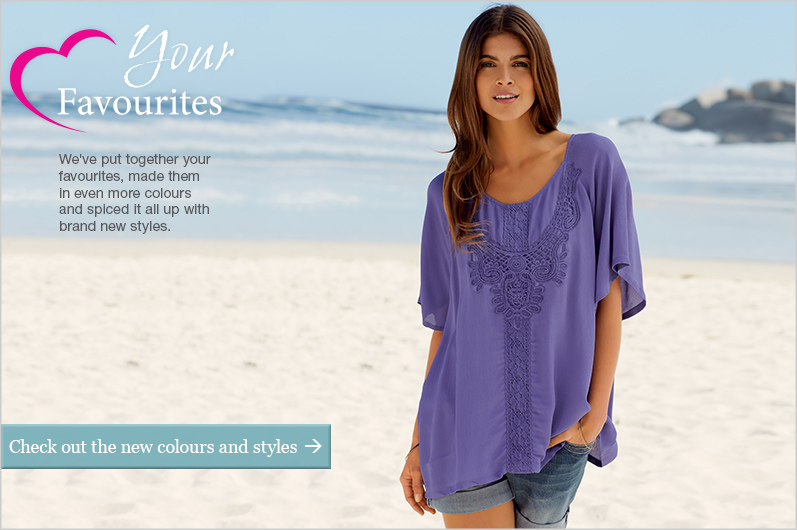 Your
Favourites
We've put together your
favourites, made them
in even more colours
and spiced it all up with
brand new styles.
Check out the new colours and styles →